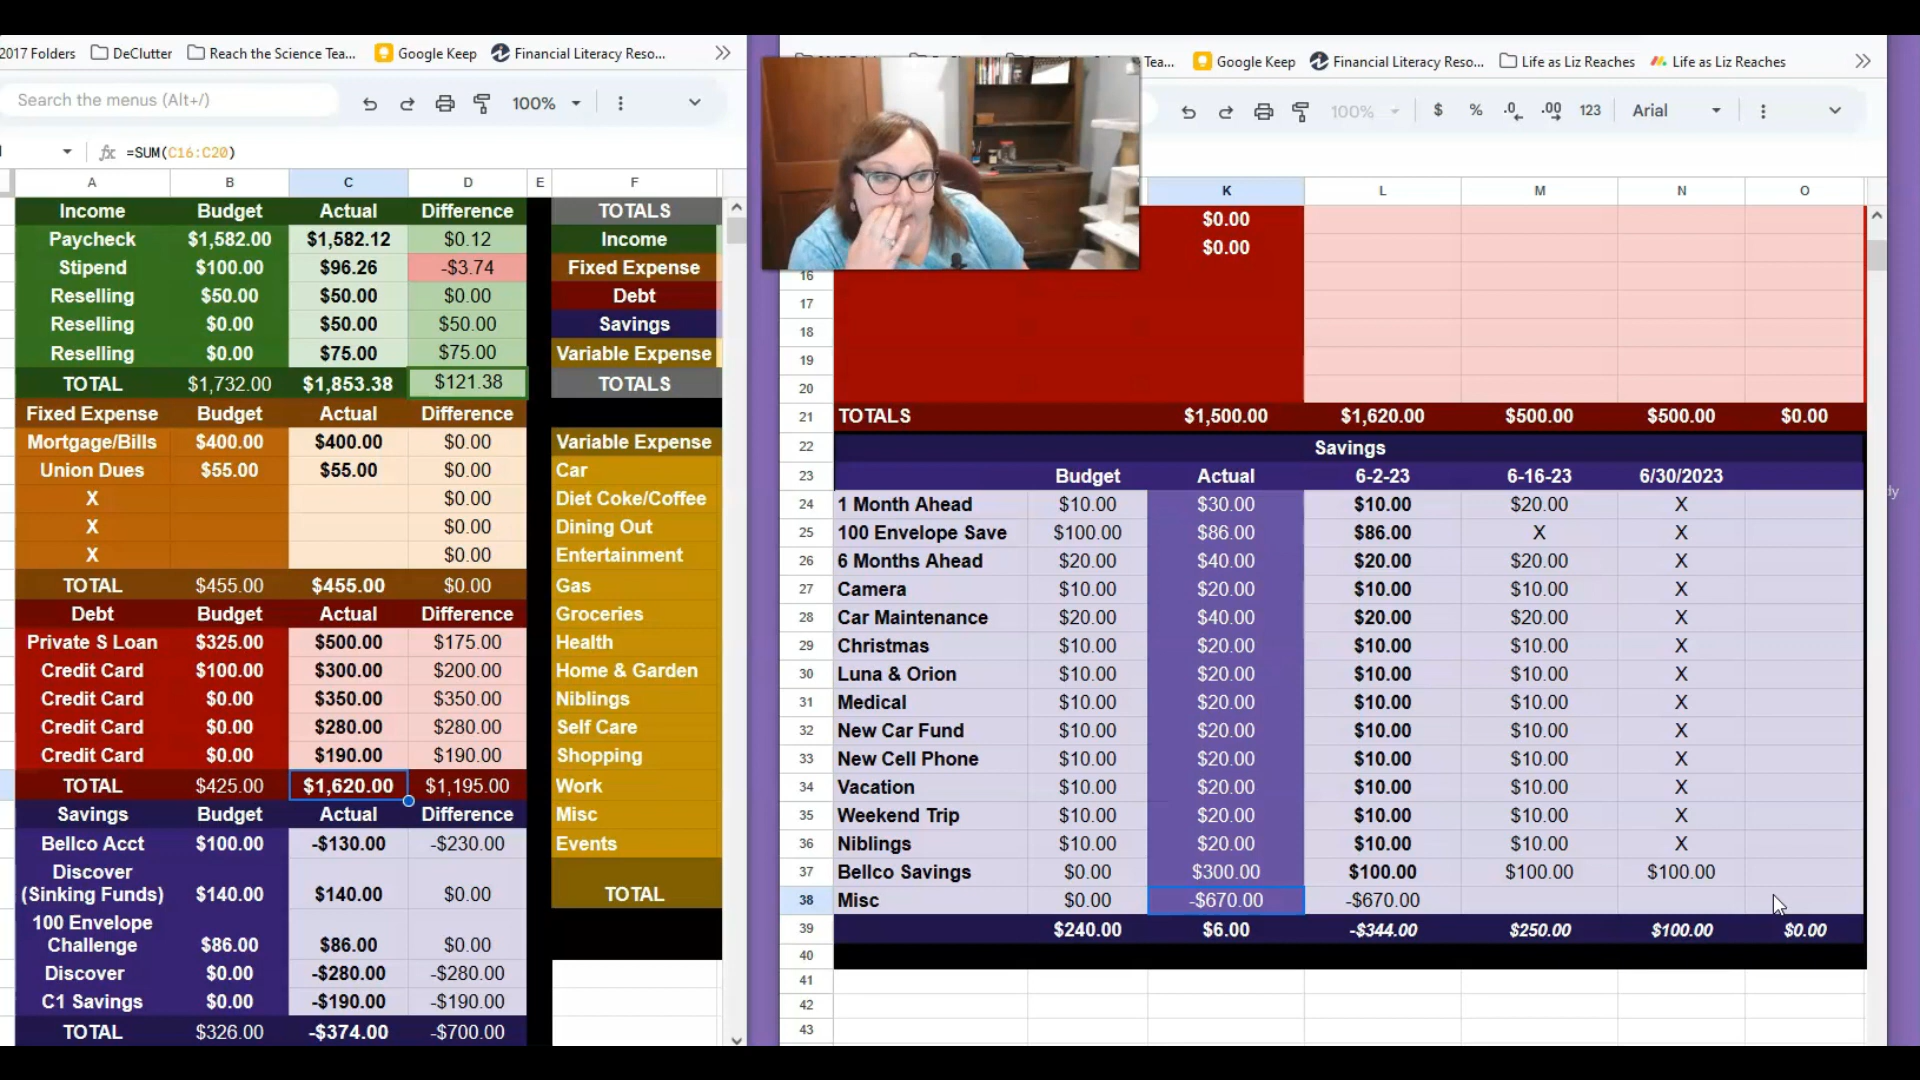 2017 Folders DeClutter Reach the Science Tea... Google Keep Financial Literacy Reso...
Search the menus (Alt+/) 100%
fx =SUM(C16:C20)
A B C D E F
Income Budget Actual Difference TOTALS
Paycheck $1,582.00 $1,582.12 $0.12 Income
Stipend $100.00 $96.26 -$3.74 Fixed Expense
Reselling $50.00 $50.00 $0.00 Debt
Reselling $0.00 $50.00 $50.00 Savings
Reselling $0.00 $75.00 $75.00 Variable Expense
TOTAL $1,732.00 $1,853.38 $121.38 TOTALS
Fixed Expense Budget Actual Difference
Mortgage/Bills $400.00 $400.00 $0.00 Variable Expense
Union Dues $55.00 $55.00 $0.00 Car
X $0.00 Diet Coke/Coffee
X $0.00 Dining Out
X $0.00 Entertainment
TOTAL $455.00 $455.00 $0.00 Gas
Debt Budget Actual Difference Groceries
Private S Loan $325.00 $500.00 $175.00 Health
Credit Card $100.00 $300.00 $200.00 Home & Garden
Credit Card $0.00 $350.00 $350.00 Niblings
Credit Card $0.00 $280.00 $280.00 Self Care
Credit Card $0.00 $190.00 $190.00 Shopping
TOTAL $425.00 $1,620.00 $1,195.00 Work
Savings Budget Actual Difference Misc
Bellco Acct $100.00 -$130.00 -$230.00 Events
Discover
(Sinking Funds) $140.00 $140.00 $0.00 TOTAL
100 Envelope
Challenge $86.00 $86.00 $0.00
Discover $0.00 -$280.00 -$280.00
C1 Savings $0.00 -$190.00 -$190.00
TOTAL $326.00 -$374.00 -$700.00
Tea... Google Keep Financial Literacy Reso... Life as Liz Reaches Life as Liz Reaches
100% $ % .0 .00 123 Arial
K L M N O
$0.00
$0.00
16
17
18
19
20
21 TOTALS $1,500.00 $1,620.00 $500.00 $500.00 $0.00
22 Savings
23 Budget Actual 6-2-23 6-16-23 6/30/2023
24 1 Month Ahead $10.00 $30.00 $10.00 $20.00 X
25 100 Envelope Save $100.00 $86.00 $86.00 X X
26 6 Months Ahead $20.00 $40.00 $20.00 $20.00 X
27 Camera $10.00 $20.00 $10.00 $10.00 X
28 Car Maintenance $20.00 $40.00 $20.00 $20.00 X
29 Christmas $10.00 $20.00 $10.00 $10.00 X
30 Luna & Orion $10.00 $20.00 $10.00 $10.00 X
31 Medical $10.00 $20.00 $10.00 $10.00 X
32 New Car Fund $10.00 $20.00 $10.00 $10.00 X
33 New Cell Phone $10.00 $20.00 $10.00 $10.00 X
34 Vacation $10.00 $20.00 $10.00 $10.00 X
35 Weekend Trip $10.00 $20.00 $10.00 $10.00 X
36 Niblings $10.00 $20.00 $10.00 $10.00 X
37 Bellco Savings $0.00 $300.00 $100.00 $100.00 $100.00
38 Misc $0.00 -$670.00 -$670.00
39 $240.00 $6.00 -$344.00 $250.00 $100.00 $0.00
40
41
42
43